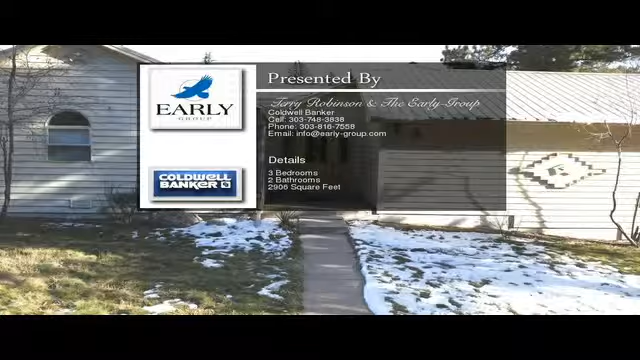 Presented By
EARLY
GROUP
Terry Robinson & The Early Group
Coldwell Banker
Cell: 303-748-3838
Phone: 303-816-7558
Email: info@early-group.com
Details
3 Bedrooms
2 Bathrooms
2906 Square Feet
COLDWELL
BANKER